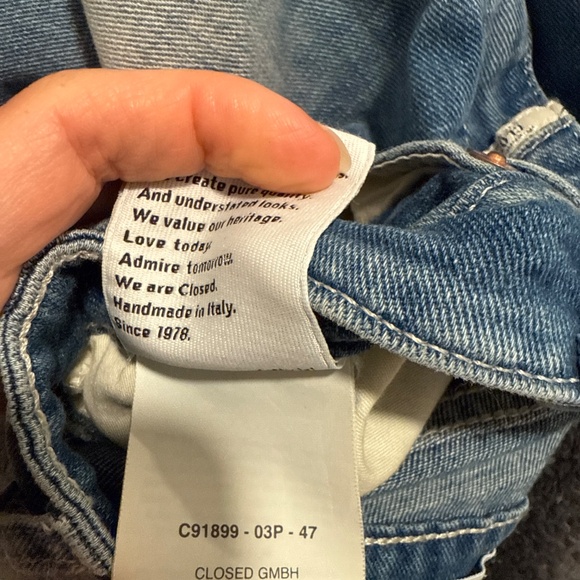 create pure quality
And understated looks.
We value our heritage.
Love today.
Admire tomorrow.
We are Closed.
Handmade in Italy.
Since 1978.
C91899 - 03P - 47
CLOSED GMBH